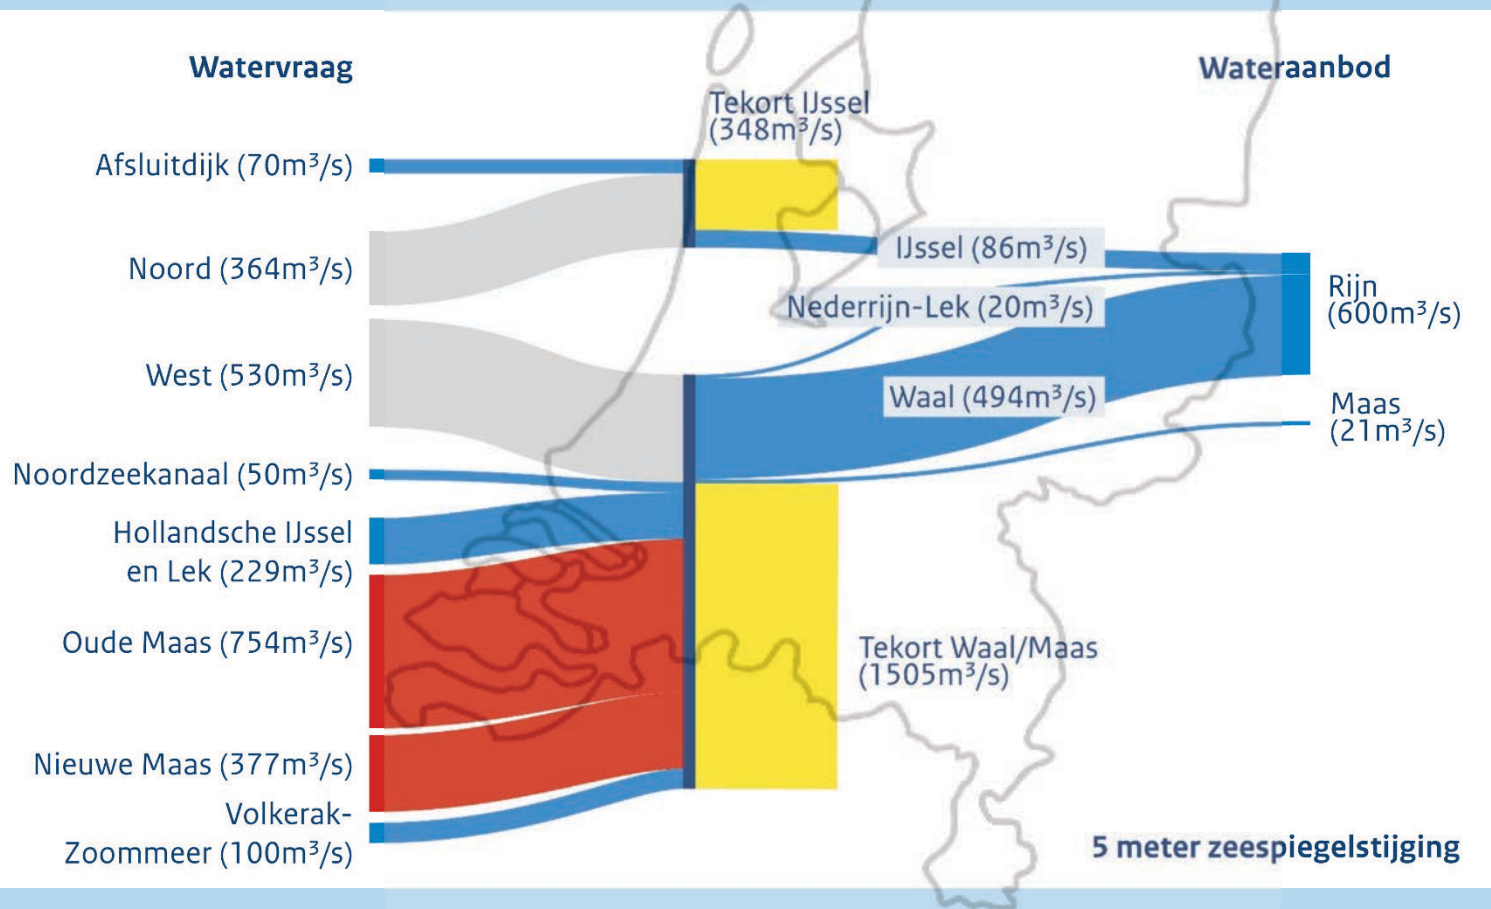 Watervraag
Wateraanbod
Tekort IJssel
(348m³/s)
Afsluitdijk (70m³/s)
Noord (364m³/s)
IJssel (86m³/s)
Nederrijn-Lek (20m³/s)
Rijn
(600m³/s)
West (530m³/s)
Waal (494m³/s)
Maas
(21m³/s)
Noordzeekanaal (50m³/s)
Hollandsche IJssel
en Lek (229m³/s)
Oude Maas (754m³/s)
Tekort Waal/Maas
(1505m³/s)
Nieuwe Maas (377m³/s)
Volkerak-
Zoommeer (100m³/s)
5 meter zeespiegelstijging